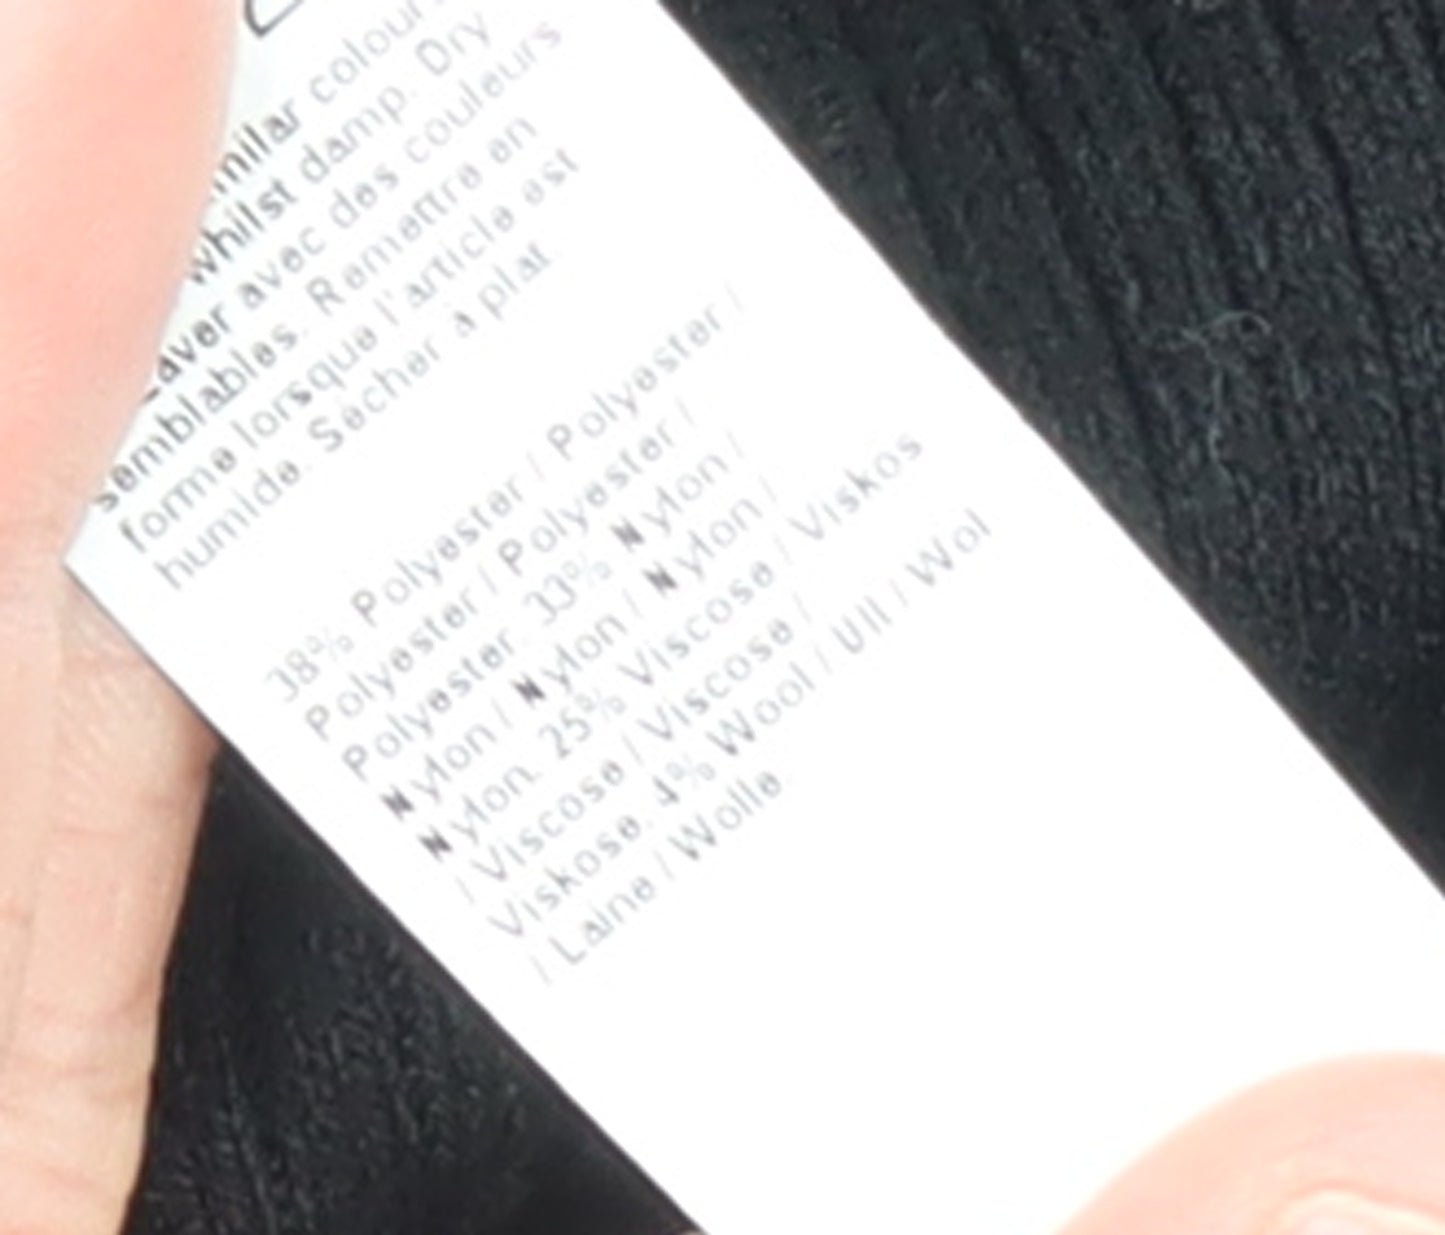 milar colours
whilst damp. Dry
Laver avec des couleurs
semblables. Remettre en
forme lorsque l'article est
humide. Sécher à plat.
38% Polyester / Polyester /
Polyester / Polyester /
Polyester. 33% Nylon /
Nylon / Nylon / Nylon /
Nylon. 25% Viscose / Viskos
/ Viscose / Viscose /
Viskose. 4% Wool / Ull / Wol
/ Laine / Wolle.